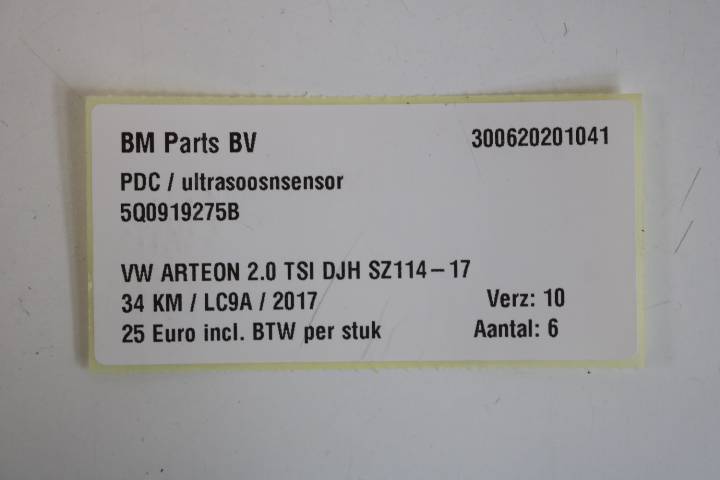 BM Parts BV 300620201041
PDC / ultrasoosnsensor
5Q0919275B
VW ARTEON 2.0 TSI DJH SZ114-17
34 KM / LC9A / 2017 Verz: 10
25 Euro incl. BTW per stuk Aantal: 6